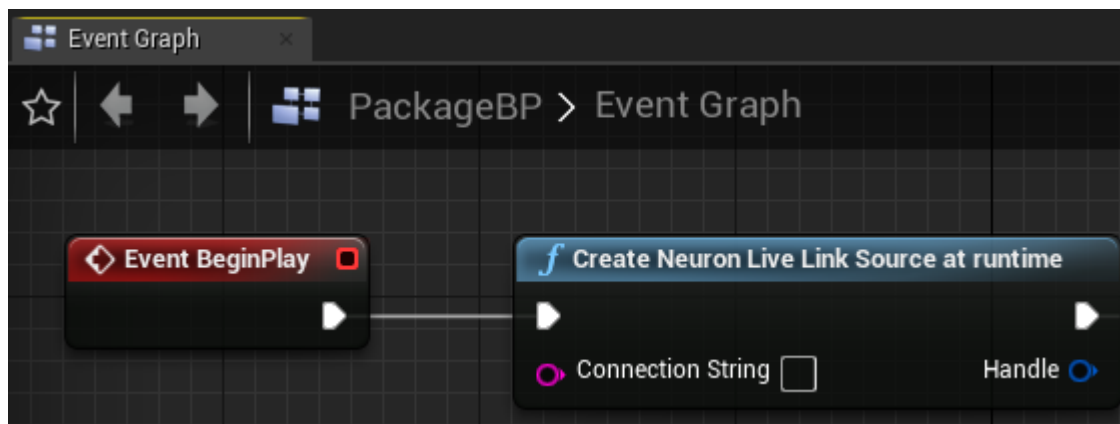 Event Graph
PackageBP > Event Graph
Event BeginPlay
f Create Neuron Live Link Source at runtime
Connection String
Handle